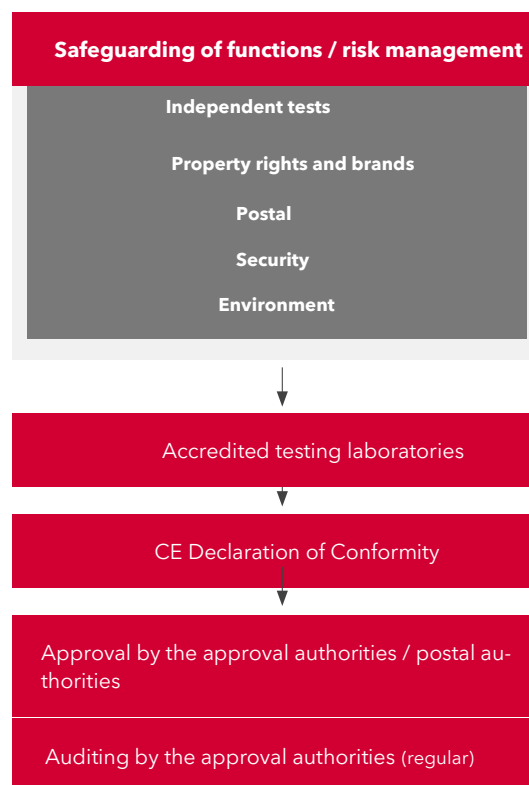 Safeguarding of functions / risk management
Independent tests
Property rights and brands
Postal
Security
Environment
Accredited testing laboratories
CE Declaration of Conformity
Approval by the approval authorities / postal au-
thorities
Auditing by the approval authorities (regular)